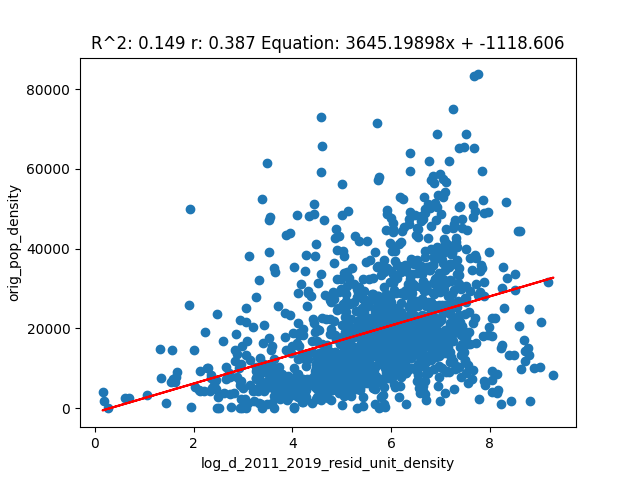 R^2: 0.149 r: 0.387 Equation: 3645.19898x + -1118.606
80000
60000
40000
20000
0
orig_pop_density
0 2 4 6 8
log_d_2011_2019_resid_unit_density